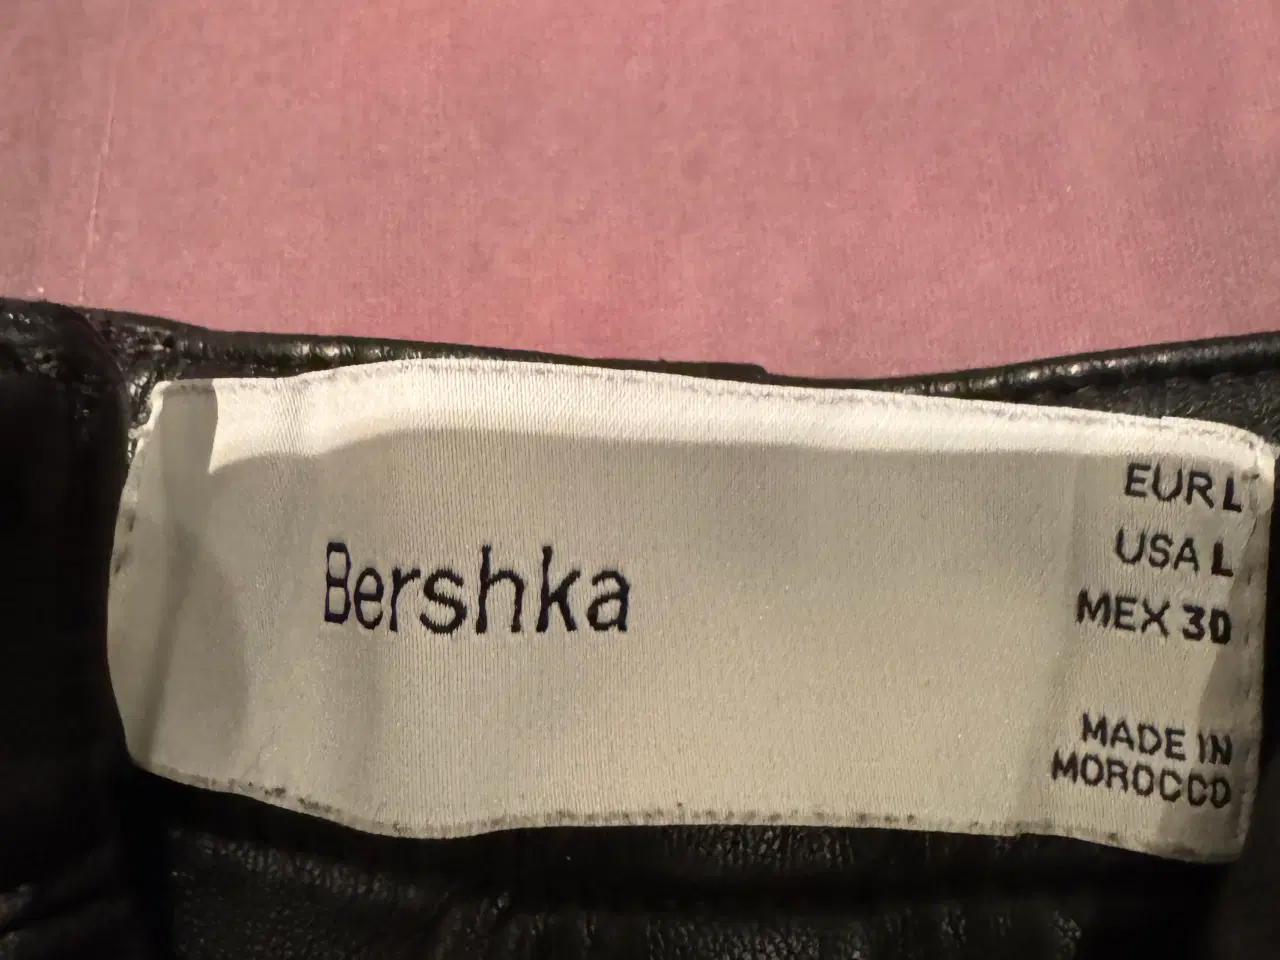 Bershka
EUR L
USA L
MEX 30
MADE IN
MOROCCO